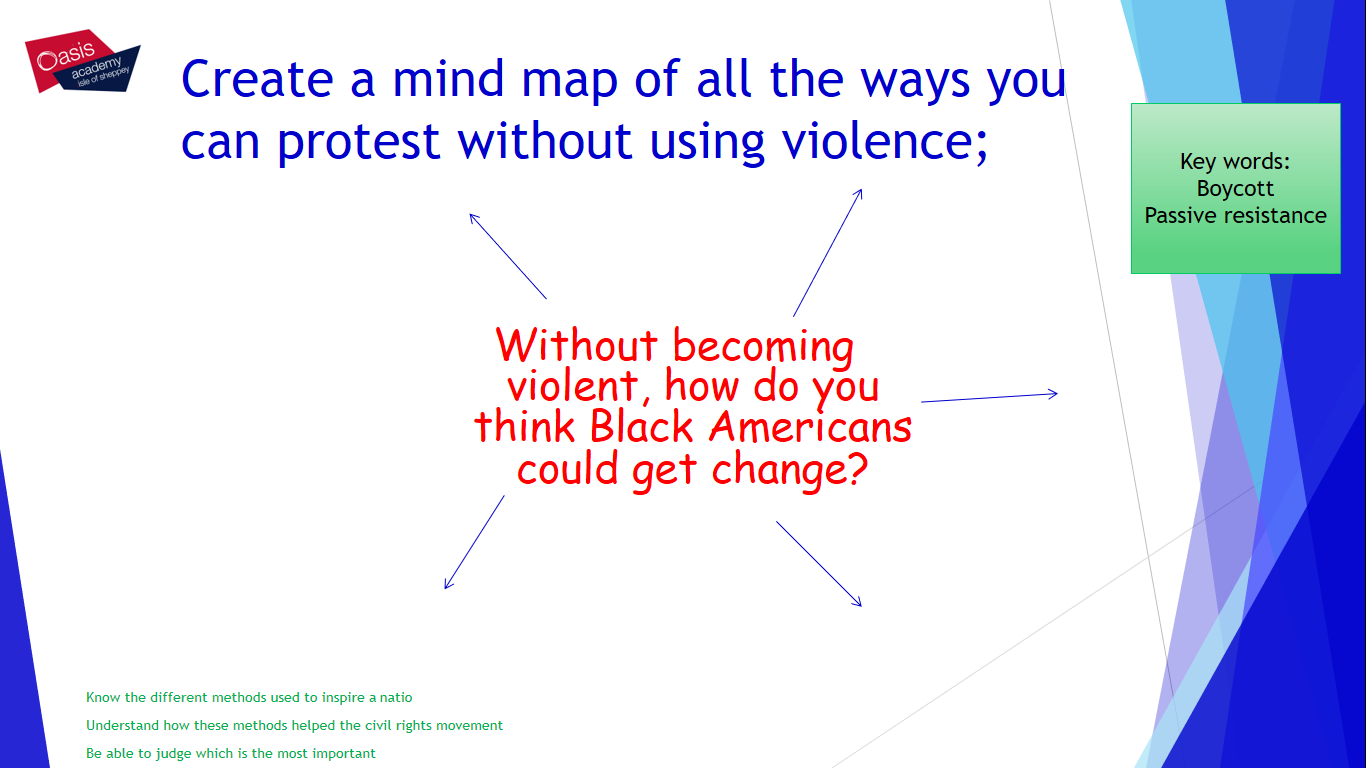 Oasis
academy
isle of sheppey
Create a mind map of all the ways you
can protest without using violence;
Key words:
Boycott
Passive resistance
Without becoming
violent, how do you
think Black Americans
could get change?
Know the different methods used to inspire a natio
Understand how these methods helped the civil rights movement
Be able to judge which is the most important